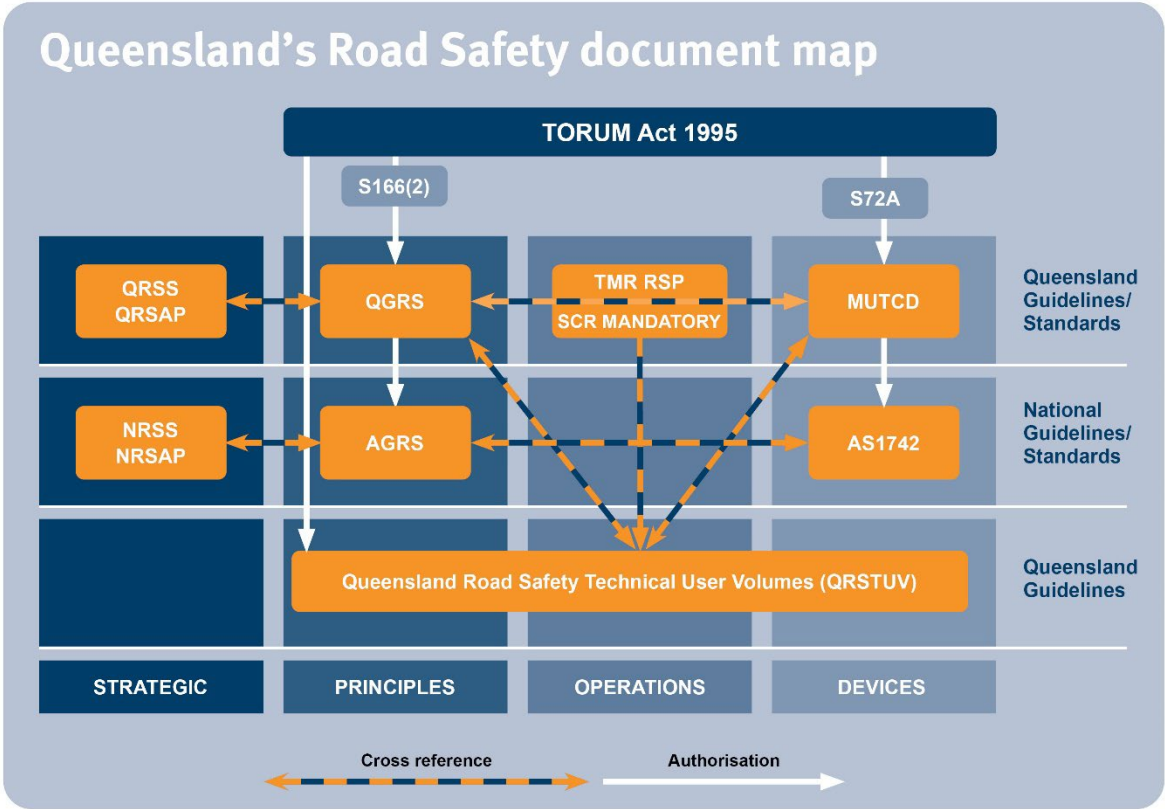 Queensland's Road Safety document map
TORUM Act 1995
S166(2)
S72A
QRSS
QRSAP
QGRS
TMR RSP
SCR MANDATORY
MUTCD
Queensland
Guidelines/
Standards
NRSS
NRSAP
AGRS
AS1742
National
Guidelines/
Standards
Queensland Road Safety Technical User Volumes (QRSTUV)
Queensland
Guidelines
STRATEGIC
PRINCIPLES
OPERATIONS
DEVICES
Cross reference
Authorisation